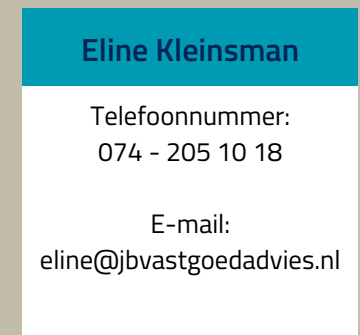 Eline Kleinsman
Telefoonnummer:
074 - 205 10 18
E-mail:
eline@jbvastgoedadvies.nl